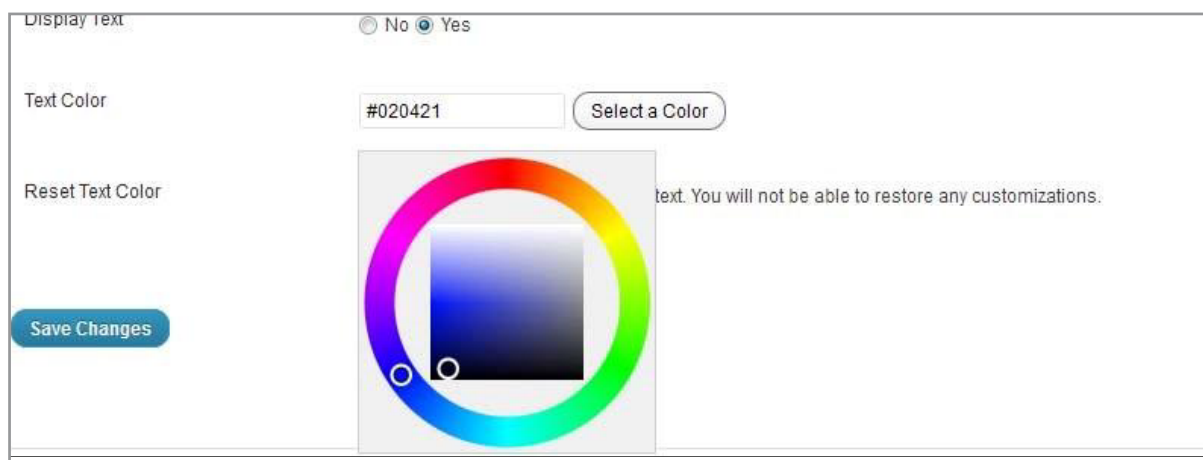 Display Text
No Yes
Text Color
#020421 Select a Color
Reset Text Color
text. You will not be able to restore any customizations.
Save Changes